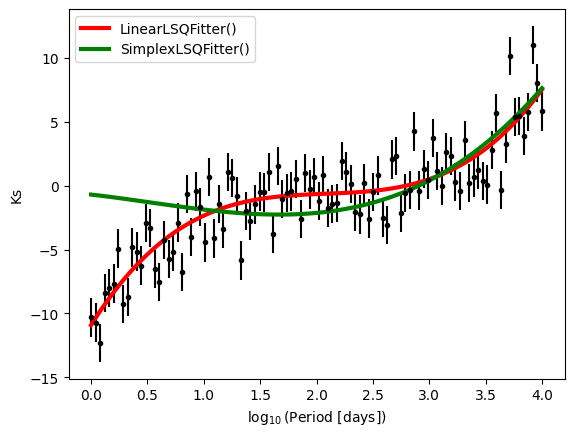 LinearLSQFitter()
SimplexLSQFitter()
10
5
0
−5
−10
−15
Ks
0.0 0.5 1.0 1.5 2.0 2.5 3.0 3.5 4.0
log₁₀(Period [days])